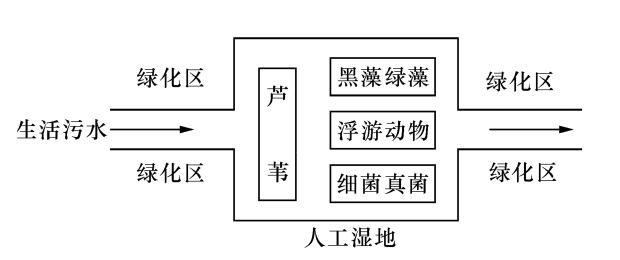 绿化区
绿化区
生活污水
芦苇
黑藻绿藻
浮游动物
细菌真菌
绿化区
绿化区
人工湿地